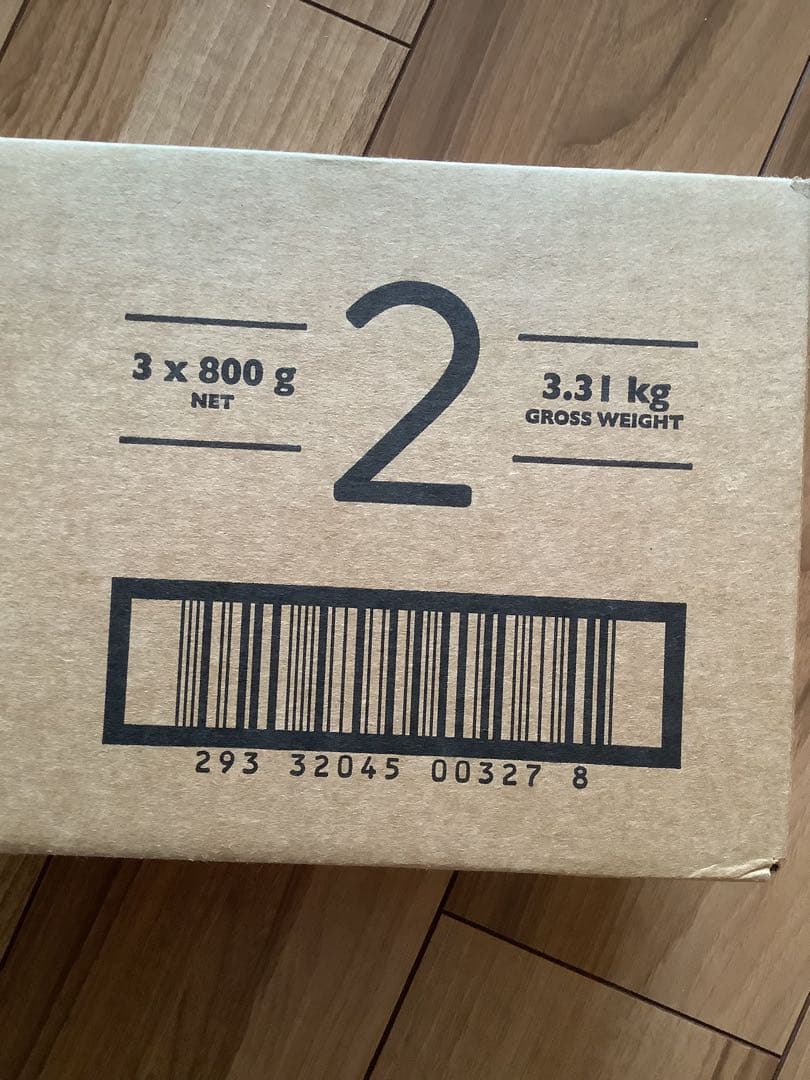 3 x 800 g
NET
2
3.31 kg
GROSS WEIGHT
293 32045 00327 8